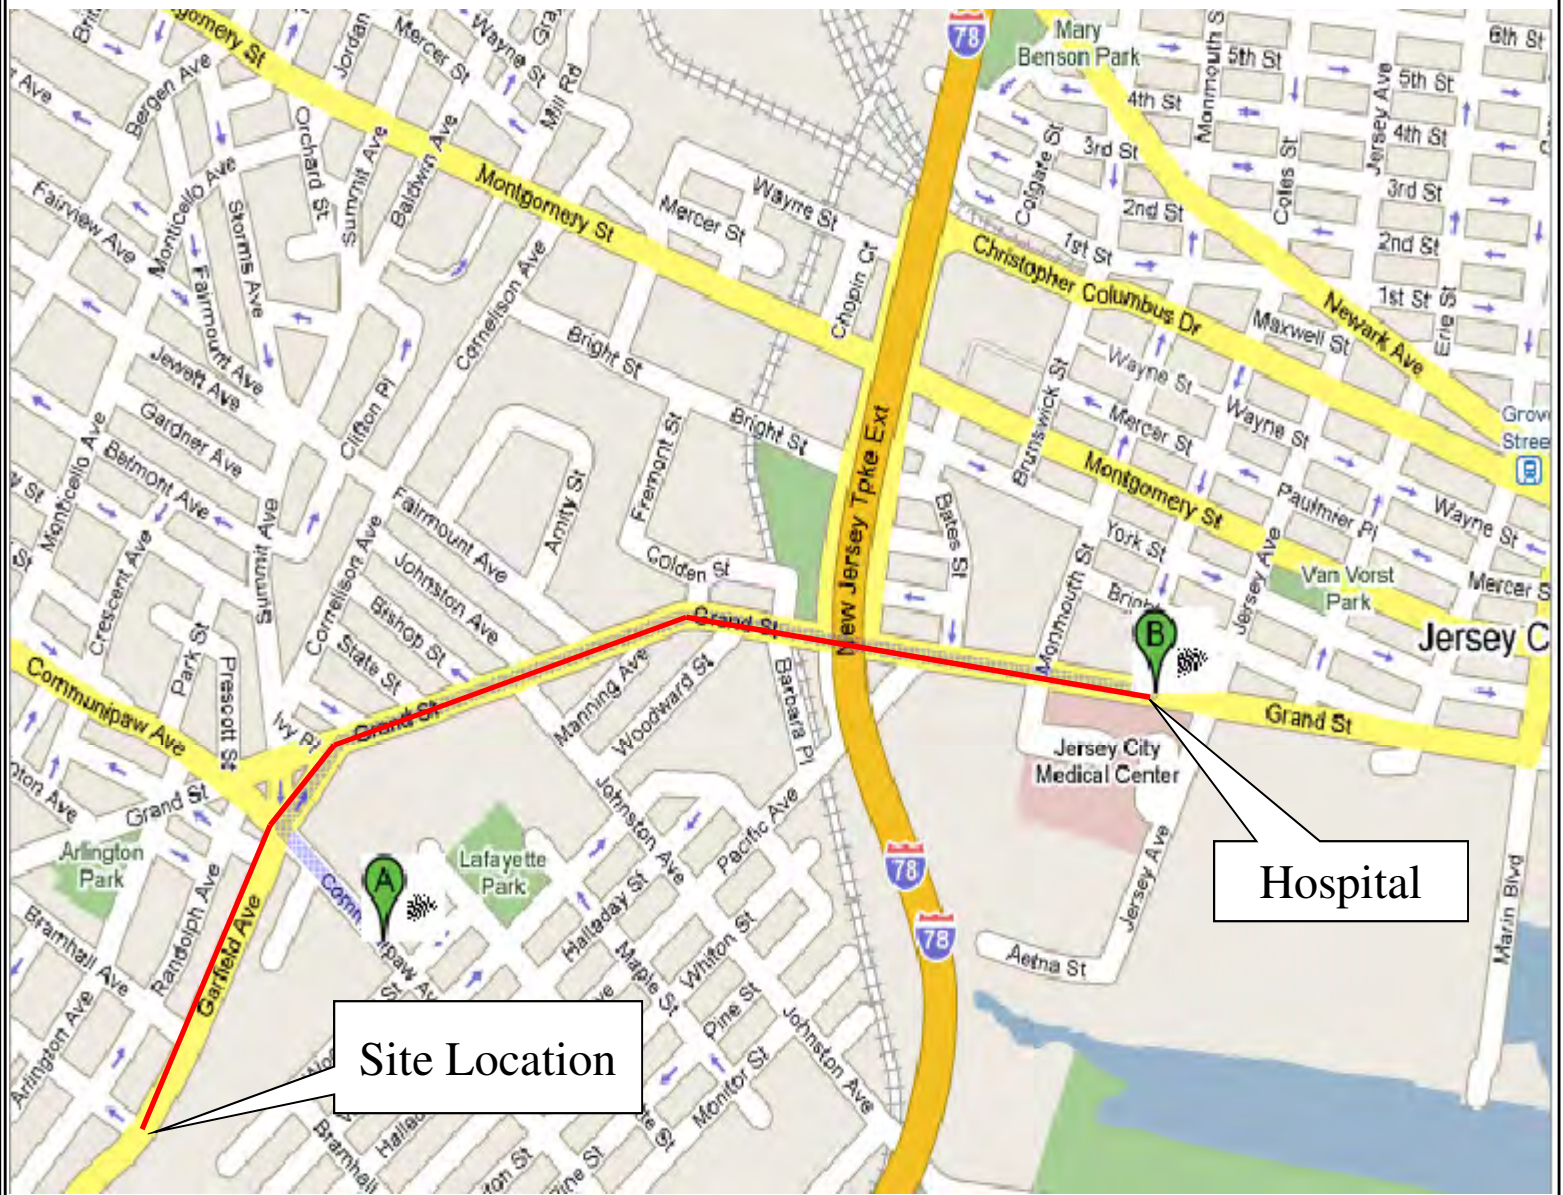 Montgomery St
Bergen Ave
Jordan
Mercer St
Wayne St
Mill Rd
78
Mary
Benson Park
Monmouth S
5th St
6th St
4th St
Jersey Ave
5th St
4th St
3rd St
Colgate St
Coles St
3rd St
2nd St
2nd St
1st St
1st St
Erie St
Ave
Fairview Ave
Monticello Ave
Orchard St
Summit Ave
Baldwin Ave
Storms Ave
Fairmount Ave
Montgomery St
Mercer St
Wayne St
Chopin Ct
Christopher Columbus Dr
Newark Ave
Maxwell St
Cornelison Ave
Bright St
Bright St
Jewett Ave
Gardner Ave
Belmont Ave
Monticello Ave
Clifton Pl
Fremont St
Amity St
New Jersey Tpke Ext
Brunswick St
Wayne St
Mercer St
Wayne St
Montgomery St
Paulmier Pl
Wayne St
Grov
Stree
y St
St
Crescent Ave
Summit Ave
Cornelison Ave
Fairmount Ave
Johnston Ave
Bishop St
State St
Colden St
Bates St
York St
Monmouth St
Jersey Ave
Van Vorst
Park
Mercer S
Jersey C
B
Park St
Prescott St
Ivy Pl
Communipaw Ave
Grand St
Grand St
Manning Ave
Woodward St
Barbara Pl
Grand St
Jersey City
Medical Center
Hospital
Grand St
Arlington
Park
Lafayette
Park
Johnston Ave
Pacific Ave
78
78
Jersey Ave
Aetna St
Marin Blvd
A
Bramhall Ave
Randolph Ave
Garfield Ave
Arlington Ave
Halladay St
Maple St
Whiton St
Pine St
Monitor St
Johnston Ave
Site Location
Bramhall